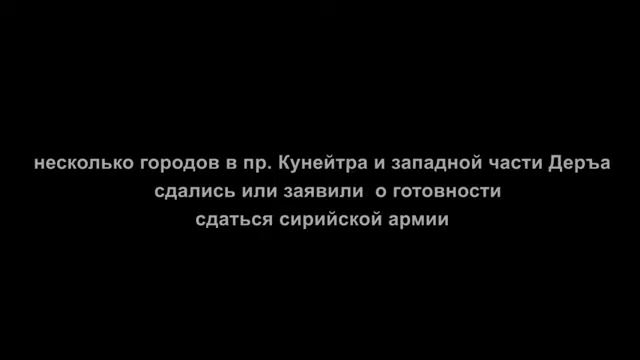 несколько городов в пр. Кунейтра и западной части Деръа
сдались или заявили  о готовности
сдаться сирийской армии